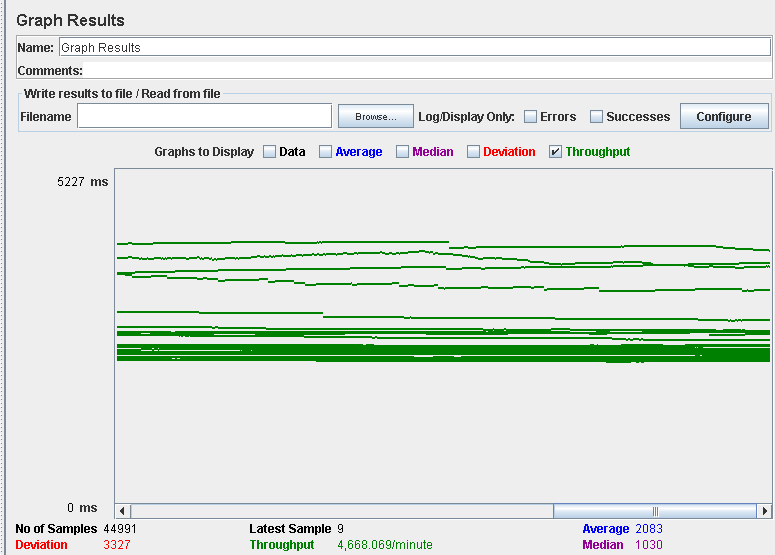 Graph Results
Name: Graph Results
Comments:
Write results to file / Read from file
Filename Browse... Log/Display Only: Errors Successes Configure
Graphs to Display Data Average Median Deviation Throughput
5227 ms
0 ms
No of Samples 44991 Latest Sample 9 Average 2083
Deviation 3327 Throughput 4,668.069/minute Median 1030